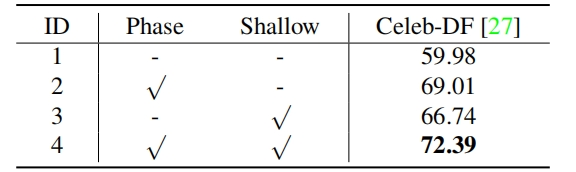 ID Phase Shallow Celeb-DF [27]
1 - - 59.98
2 √ - 69.01
3 - √ 66.74
4 √ √ 72.39